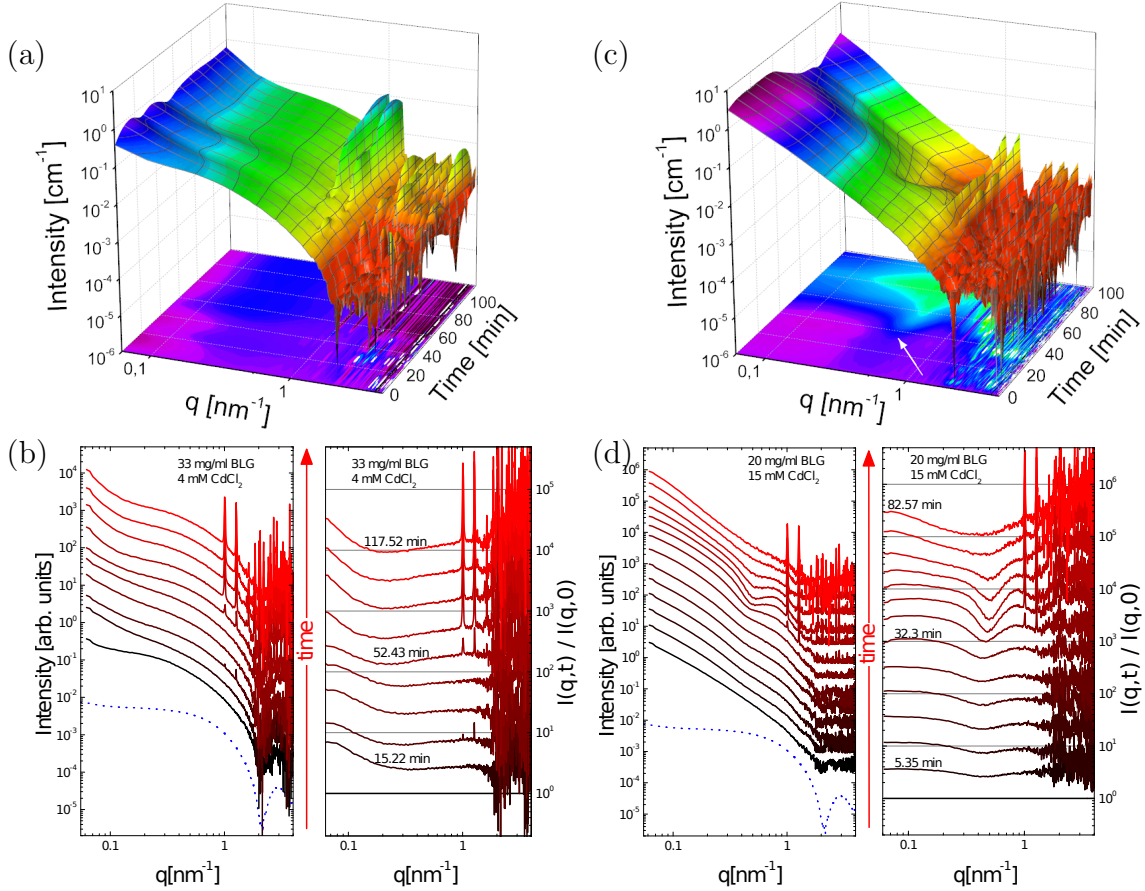 (a)
Intensity [cm⁻¹]
10¹
10⁰
10⁻¹
10⁻²
10⁻³
10⁻⁴
10⁻⁵
10⁻⁶
0,1
1
q [nm⁻¹]
0
20
40
60
80
100
Time [min]
(c)
Intensity [cm⁻¹]
10¹
10⁰
10⁻¹
10⁻²
10⁻³
10⁻⁴
10⁻⁵
10⁻⁶
0,1
1
q [nm⁻¹]
0
20
40
60
80
100
Time [min]
(b)
Intensity [arb. units]
10⁴
10³
10²
10¹
10⁰
10⁻¹
10⁻²
10⁻³
10⁻⁴
10⁻⁵
33 mg/ml BLG
4 mM CdCl₂
0.1
1
q[nm⁻¹]
time
33 mg/ml BLG
4 mM CdCl₂
117.52 min
52.43 min
15.22 min
10⁵
10⁴
10³
10²
10¹
10⁰
I(q,t) / I(q,0)
0.1
1
q[nm⁻¹]
(d)
Intensity [arb. units]
10⁶
10⁵
10⁴
10³
10²
10¹
10⁰
10⁻¹
10⁻²
10⁻³
10⁻⁴
10⁻⁵
20 mg/ml BLG
15 mM CdCl₂
0.1
1
q[nm⁻¹]
time
20 mg/ml BLG
15 mM CdCl₂
82.57 min
32.3 min
5.35 min
10⁶
10⁵
10⁴
10³
10²
10¹
10⁰
I(q,t) / I(q,0)
0.1
1
q[nm⁻¹]